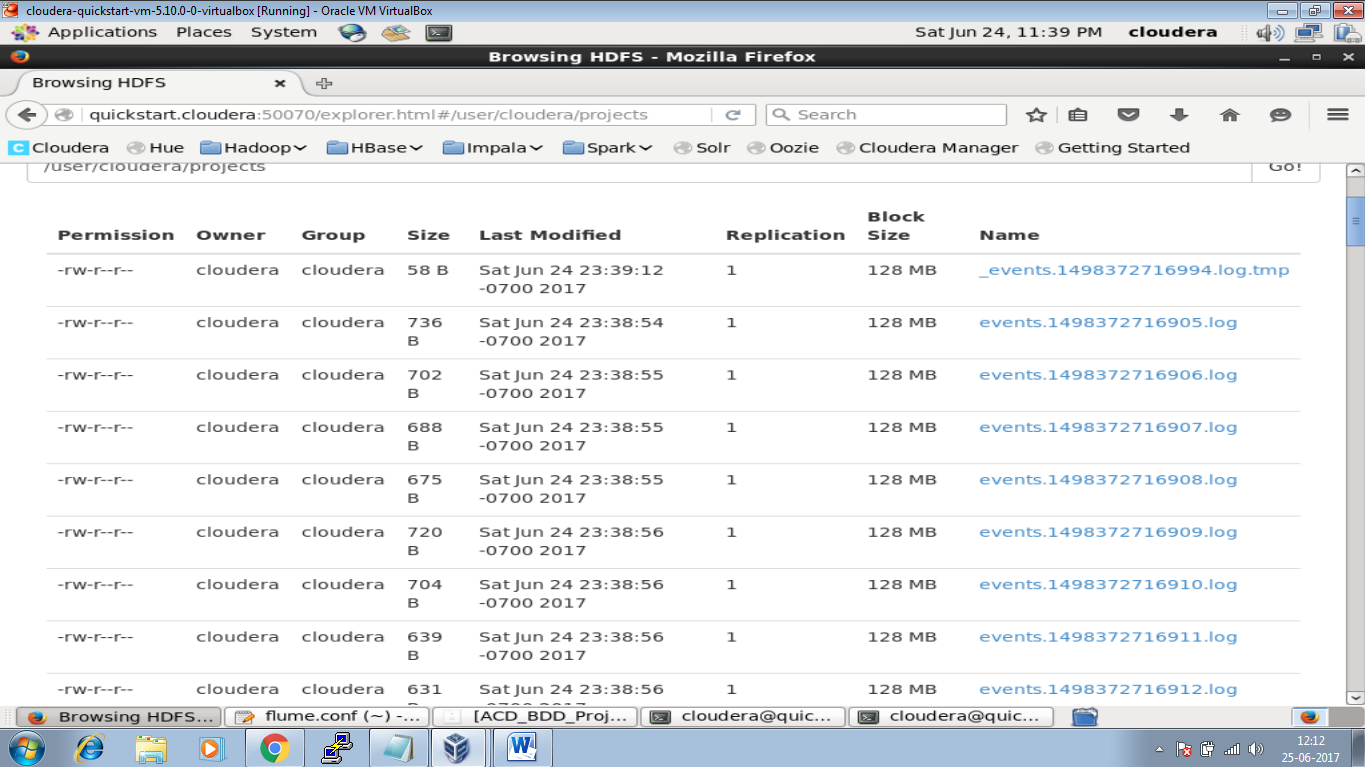 cloudera-quickstart-vm-5.10.0-0-virtualbox [Running] - Oracle VM VirtualBox
Applications Places System Sat Jun 24, 11:39 PM cloudera
Browsing HDFS - Mozilla Firefox
Browsing HDFS
quickstart.cloudera:50070/explorer.html#/user/cloudera/projects Search
Cloudera Hue Hadoop HBase Impala Spark Solr Oozie Cloudera Manager Getting Started
/user/cloudera/projects Go!
Permission Owner Group Size Last Modified Replication Block Size Name
-rw-r--r-- cloudera cloudera 58 B Sat Jun 24 23:39:12 -0700 2017 1 128 MB _events.1498372716994.log.tmp
-rw-r--r-- cloudera cloudera 736 B Sat Jun 24 23:38:54 -0700 2017 1 128 MB events.1498372716905.log
-rw-r--r-- cloudera cloudera 702 B Sat Jun 24 23:38:55 -0700 2017 1 128 MB events.1498372716906.log
-rw-r--r-- cloudera cloudera 688 B Sat Jun 24 23:38:55 -0700 2017 1 128 MB events.1498372716907.log
-rw-r--r-- cloudera cloudera 675 B Sat Jun 24 23:38:55 -0700 2017 1 128 MB events.1498372716908.log
-rw-r--r-- cloudera cloudera 720 B Sat Jun 24 23:38:56 -0700 2017 1 128 MB events.1498372716909.log
-rw-r--r-- cloudera cloudera 704 B Sat Jun 24 23:38:56 -0700 2017 1 128 MB events.1498372716910.log
-rw-r--r-- cloudera cloudera 639 B Sat Jun 24 23:38:56 -0700 2017 1 128 MB events.1498372716911.log
-rw-r--r-- cloudera cloudera 631 Sat Jun 24 23:38:56 1 128 MB events.1498372716912.log
Browsing HDFS... flume.conf (~) -... [ACD_BDD_Proj... cloudera@quic... cloudera@quic...
12:12
25-06-2017